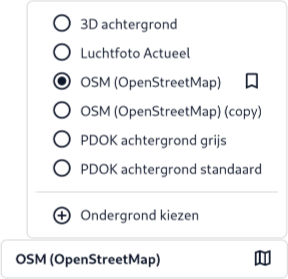 3D achtergrond
Luchtfoto Actueel
OSM (OpenStreetMap)
OSM (OpenStreetMap) (copy)
PDOK achtergrond grijs
PDOK achtergrond standaard
Ondergrond kiezen
OSM (OpenStreetMap)